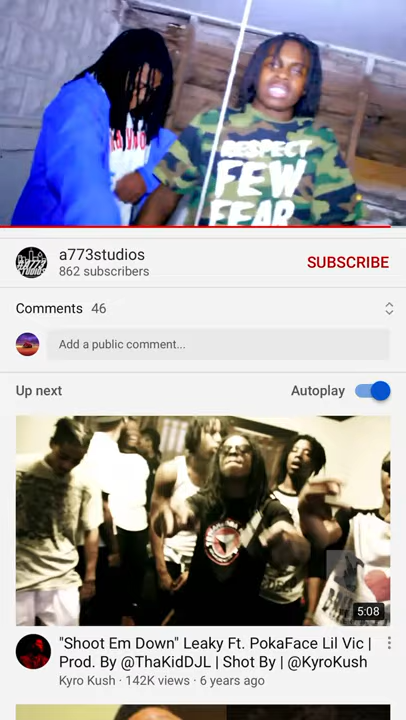 RESPECT
FEW
FEAR
a773studios
862 subscribers
SUBSCRIBE
Comments 46
Add a public comment...
Up next
Autoplay
5:08
"Shoot Em Down" Leaky Ft. PokaFace Lil Vic |
Prod. By @ThaKidDJL | Shot By | @KyroKush
Kyro Kush · 142K views · 6 years ago